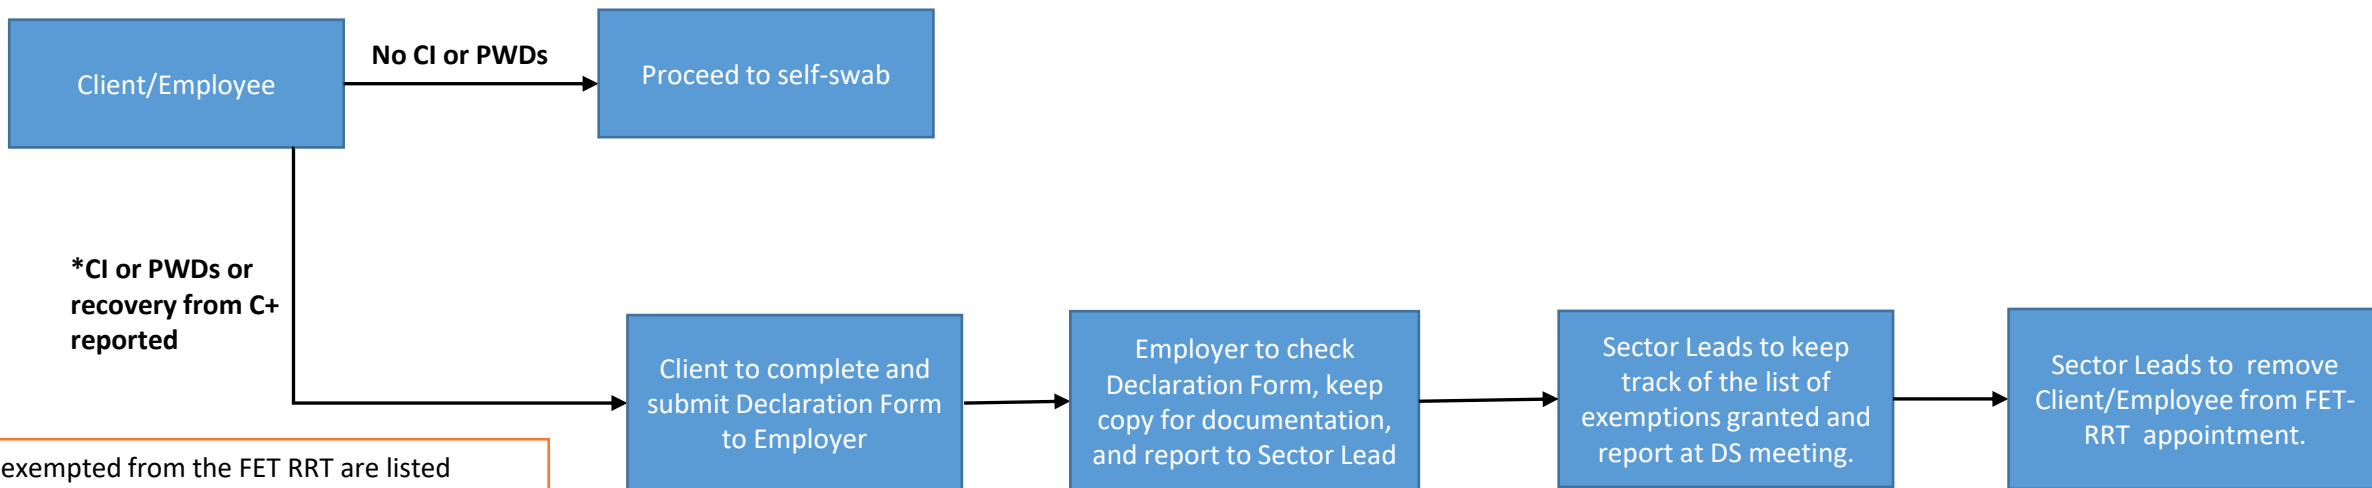 Client/Employee
No CI or PWDs
Proceed to self-swab
*CI or PWDs or
recovery from C+
reported
Client to complete and
submit Declaration Form
to Employer
Employer to check
Declaration Form, keep
copy for documentation,
and report to Sector Lead
Sector Leads to keep
track of the list of
exemptions granted and
report at DS meeting.
Sector Leads to remove
Client/Employee from FET-
RRT appointment.
exempted from the FET RRT are listed